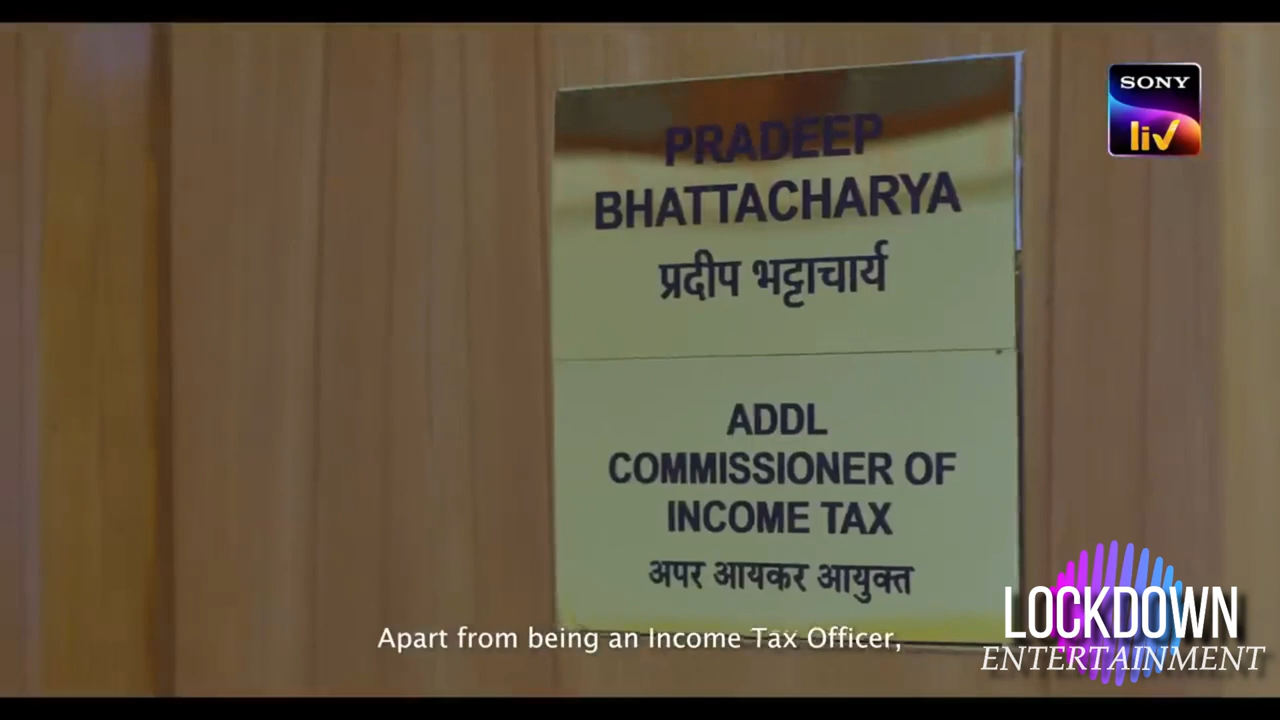 SONY
liv
PRADEEP
BHATTACHARYA
प्रदीप भट्टाचार्य
ADDL
COMMISSIONER OF
INCOME TAX
अपर आयकर आयुक्त
Apart from being an Income Tax Officer,
LOCKDOWN
ENTERTAINMENT